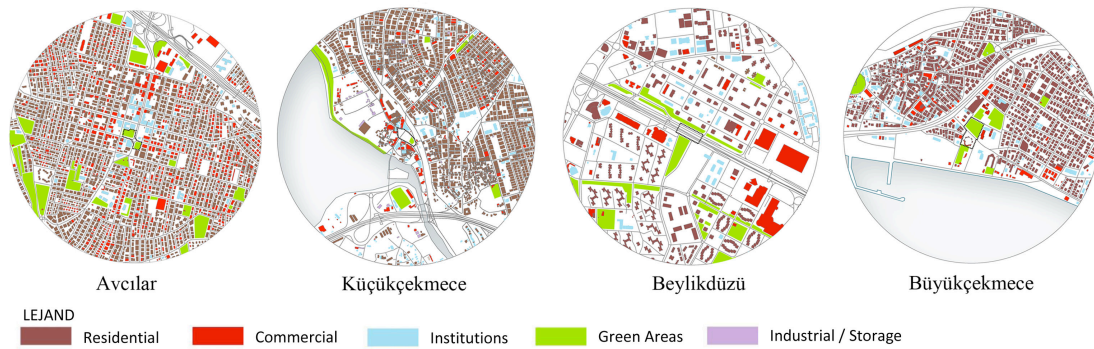 Avcılar
Küçükçekmece
Beylikdüzü
Büyükçekmece
LEJAND
Residential
Commercial
Institutions
Green Areas
Industrial / Storage